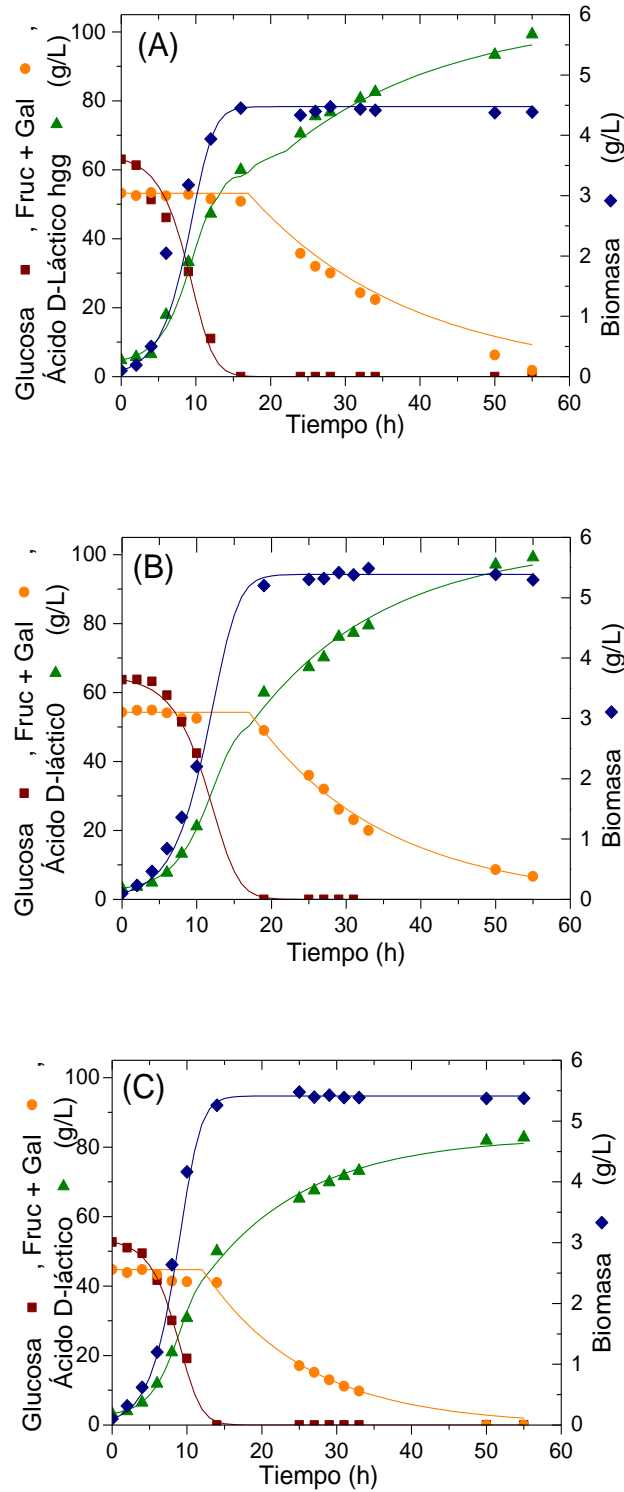 (A)
Glucosa , Fruc + Gal ,
Ácido D-Láctico hgg (g/L)
100
80
60
40
20
0
6
5
4
3
2
1
0
Biomasa (g/L)
0 10 20 30 40 50 60
Tiempo (h)
(B)
Glucosa , Fruc + Gal ,
Ácido D-láctic0 (g/L)
100
80
60
40
20
0
6
5
4
3
2
1
0
Biomasa (g/L)
0 10 20 30 40 50 60
Tiempo (h)
(C)
Glucosa , Fruc + Gal ,
Ácido D-láctico (g/L)
100
80
60
40
20
0
6
5
4
3
2
1
0
Biomasa (g/L)
0 10 20 30 40 50 60
Tiempo (h)